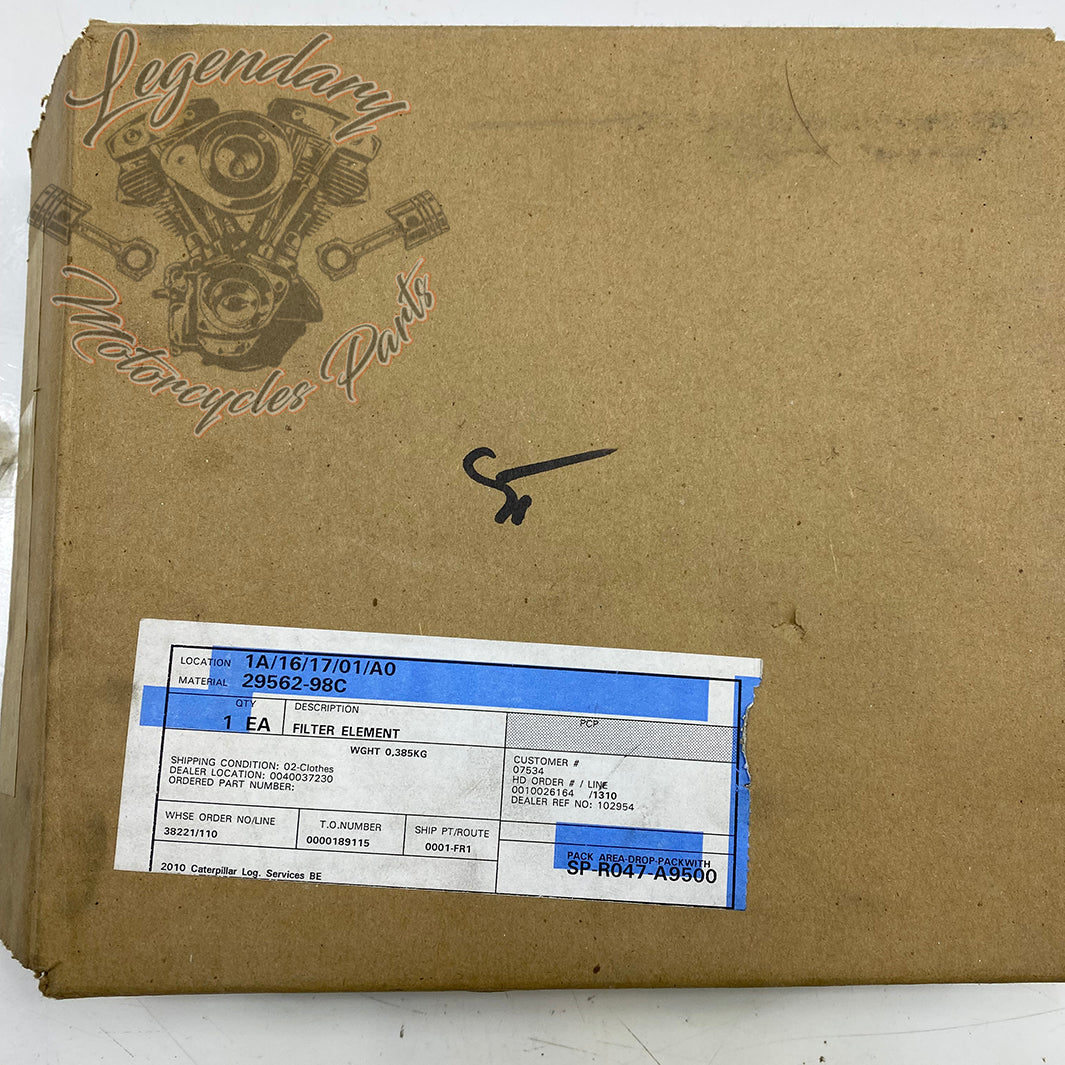 Legendary
Motorcycles Parts
LOCATION 1A/16/17/01/A0
MATERIAL 29562-98C
QTY
1 EA
DESCRIPTION
FILTER ELEMENT
PCP
WGHT 0,385KG
SHIPPING CONDITION: 02-Clothes
DEALER LOCATION: 0040037230
ORDERED PART NUMBER:
CUSTOMER #
07534
HD ORDER # / LINE
0010026164 /1310
DEALER REF NO: 102954
WHSE ORDER NO/LINE
38221/110
T.O.NUMBER
0000189115
SHIP PT/ROUTE
0001-FR1
PACK AREA-DROP-PACKWITH
SP-R047-A9500
2010 Caterpillar Log. Services BE